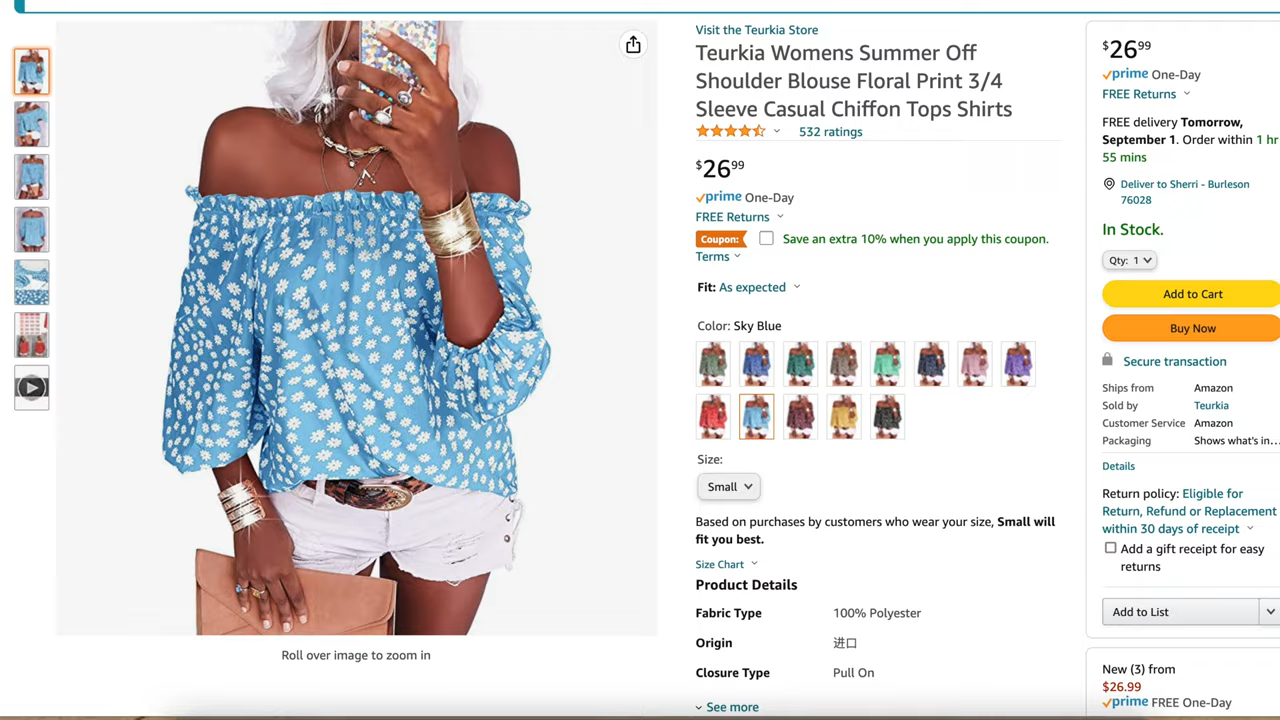 Visit the Teurkia Store
Teurkia Womens Summer Off
Shoulder Blouse Floral Print 3/4
Sleeve Casual Chiffon Tops Shirts
532 ratings
$26 99
prime One-Day
FREE Returns
Coupon: Save an extra 10% when you apply this coupon.
Terms
Fit: As expected
Color: Sky Blue
Size:
Small
Based on purchases by customers who wear your size, Small will
fit you best.
Size Chart
Product Details
Fabric Type 100% Polyester
Origin 进口
Closure Type Pull On
See more
Roll over image to zoom in
$26 99
prime One-Day
FREE Returns
FREE delivery Tomorrow,
September 1. Order within 1 hr
55 mins
Deliver to Sherri - Burleson
76028
In Stock.
Qty: 1
Add to Cart
Buy Now
Secure transaction
Ships from Amazon
Sold by Teurkia
Customer Service Amazon
Packaging Shows what's in...
Details
Return policy: Eligible for
Return, Refund or Replacement
within 30 days of receipt
Add a gift receipt for easy
returns
Add to List
New (3) from
$26.99
prime FREE One-Day